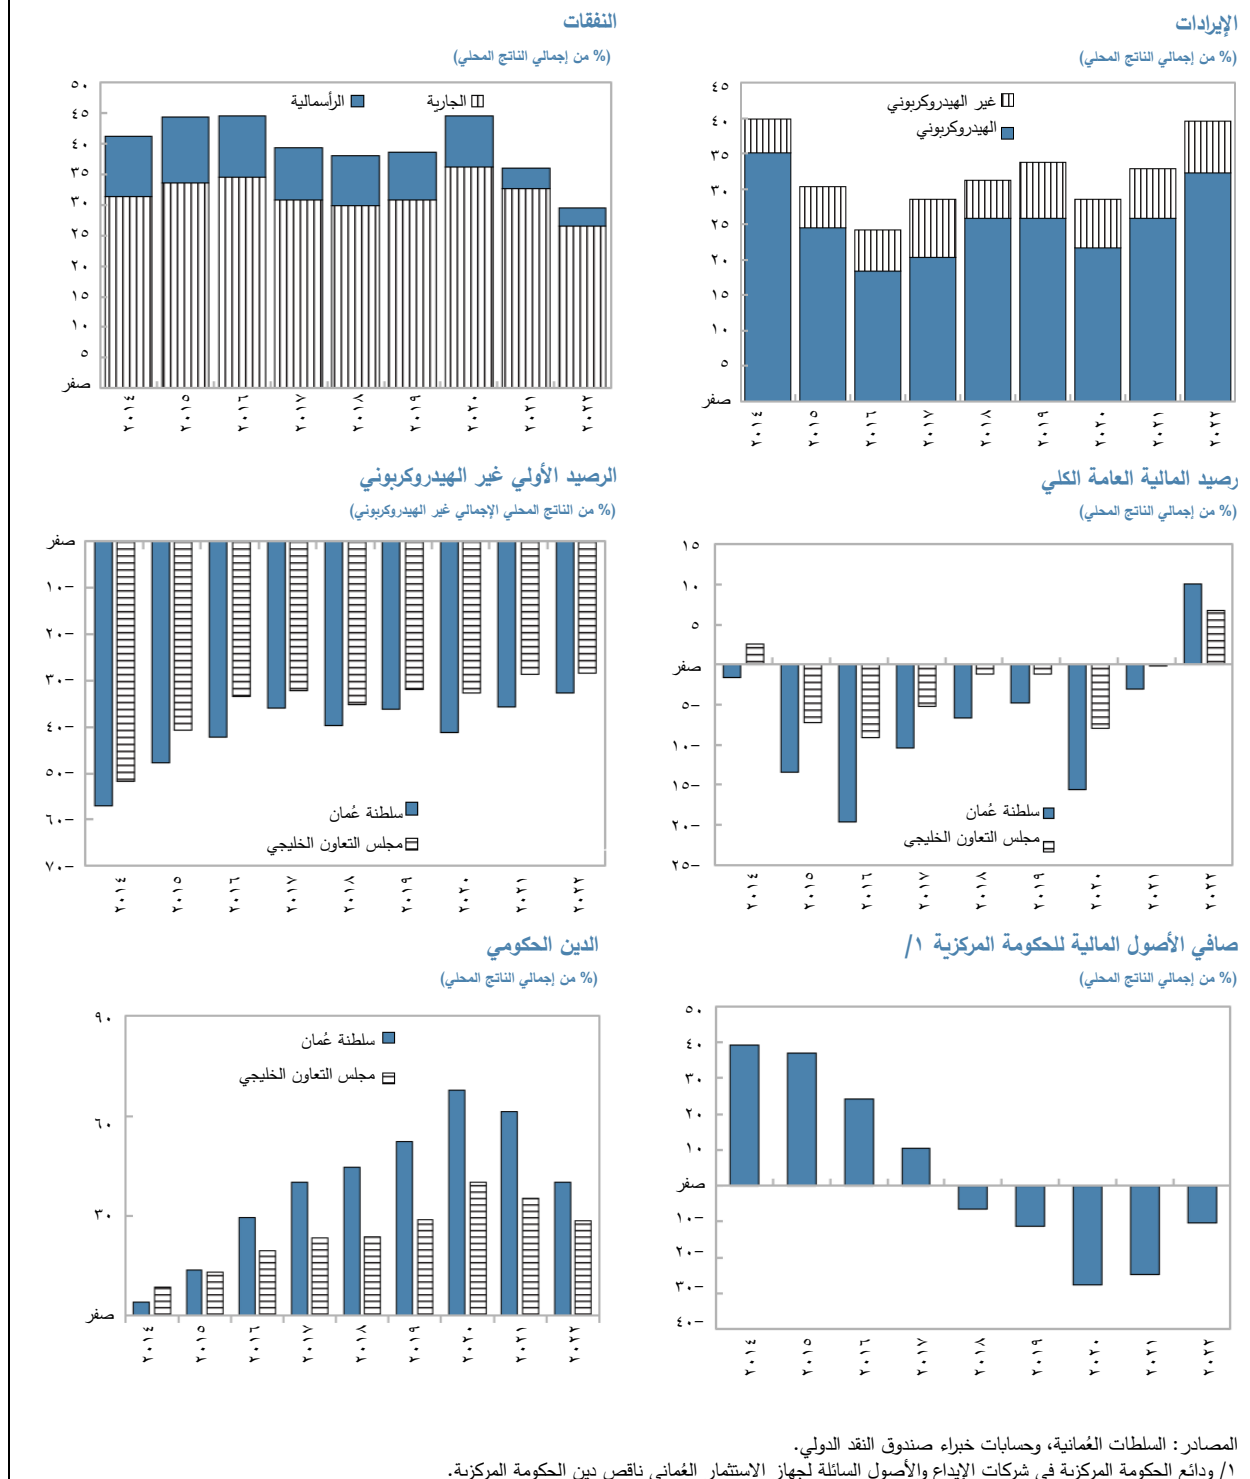 الإيرادات
(% من إجمالي الناتج المحلي)
غير الهيدروكربوني
الهيدروكربوني
٤٥
٤٠
٣٥
٣٠
٢٥
٢٠
١٥
١٠
٥
صفر
٢٠١٤ ٢٠١٥ ٢٠١٦ ٢٠١٧ ٢٠١٨ ٢٠١٩ ٢٠٢٠ ٢٠٢١ ٢٠٢٢
النفقات
(% من إجمالي الناتج المحلي)
الجارية الرأسمالية
٥٠
٤٥
٤٠
٣٥
٣٠
٢٥
٢٠
١٥
١٠
٥
صفر
٢٠١٤ ٢٠١٥ ٢٠١٦ ٢٠١٧ ٢٠١٨ ٢٠١٩ ٢٠٢٠ ٢٠٢١ ٢٠٢٢
رصيد المالية العامة الكلي
(% من إجمالي الناتج المحلي)
١٥
١٠
٥
صفر
٥–
١٠–
١٥–
٢٠–
٢٥–
سلطنة عُمان
مجلس التعاون الخليجي
٢٠١٤ ٢٠١٥ ٢٠١٦ ٢٠١٧ ٢٠١٨ ٢٠١٩ ٢٠٢٠ ٢٠٢١ ٢٠٢٢
الرصيد الأولي غير الهيدروكربوني
(% من الناتج المحلي الإجمالي غير الهيدروكربوني)
صفر
١٠–
٢٠–
٣٠–
٤٠–
٥٠–
٦٠–
٧٠–
سلطنة عُمان
مجلس التعاون الخليجي
٢٠١٤ ٢٠١٥ ٢٠١٦ ٢٠١٧ ٢٠١٨ ٢٠١٩ ٢٠٢٠ ٢٠٢١ ٢٠٢٢
صافي الأصول المالية للحكومة المركزية ١/
(% من إجمالي الناتج المحلي)
٥٠
٤٠
٣٠
٢٠
١٠
صفر
١٠–
٢٠–
٣٠–
٤٠–
٢٠١٤ ٢٠١٥ ٢٠١٦ ٢٠١٧ ٢٠١٨ ٢٠١٩ ٢٠٢٠ ٢٠٢١ ٢٠٢٢
الدين الحكومي
(% من إجمالي الناتج المحلي)
سلطنة عُمان
مجلس التعاون الخليجي
٩٠
٦٠
٣٠
صفر
٢٠١٤ ٢٠١٥ ٢٠١٦ ٢٠١٧ ٢٠١٨ ٢٠١٩ ٢٠٢٠ ٢٠٢١ ٢٠٢٢
المصادر: السلطات العُمانية، وحسابات خبراء صندوق النقد الدولي.
١/ ودائع الحكومة المركزية في شركات الإيداع والأصول السائلة لجهاز الاستثمار العُماني ناقص دين الحكومة المركزية.